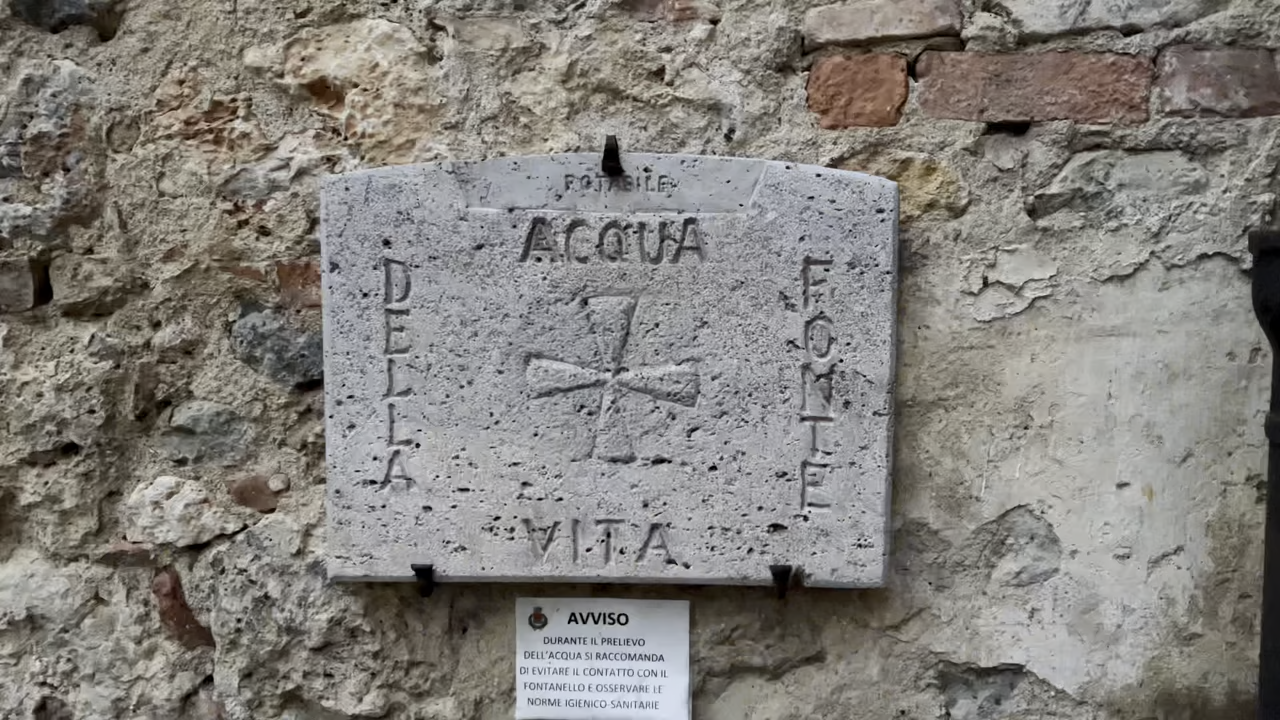 POTABILE
ACQUA
FONTE
DELLA
VITA
AVVISO
DURANTE IL PRELIEVO
DELL'ACQUA SI RACCOMANDA
DI EVITARE IL CONTATTO CON IL
FONTANELLO E OSSERVARE LE
NORME IGIENICO-SANITARIE